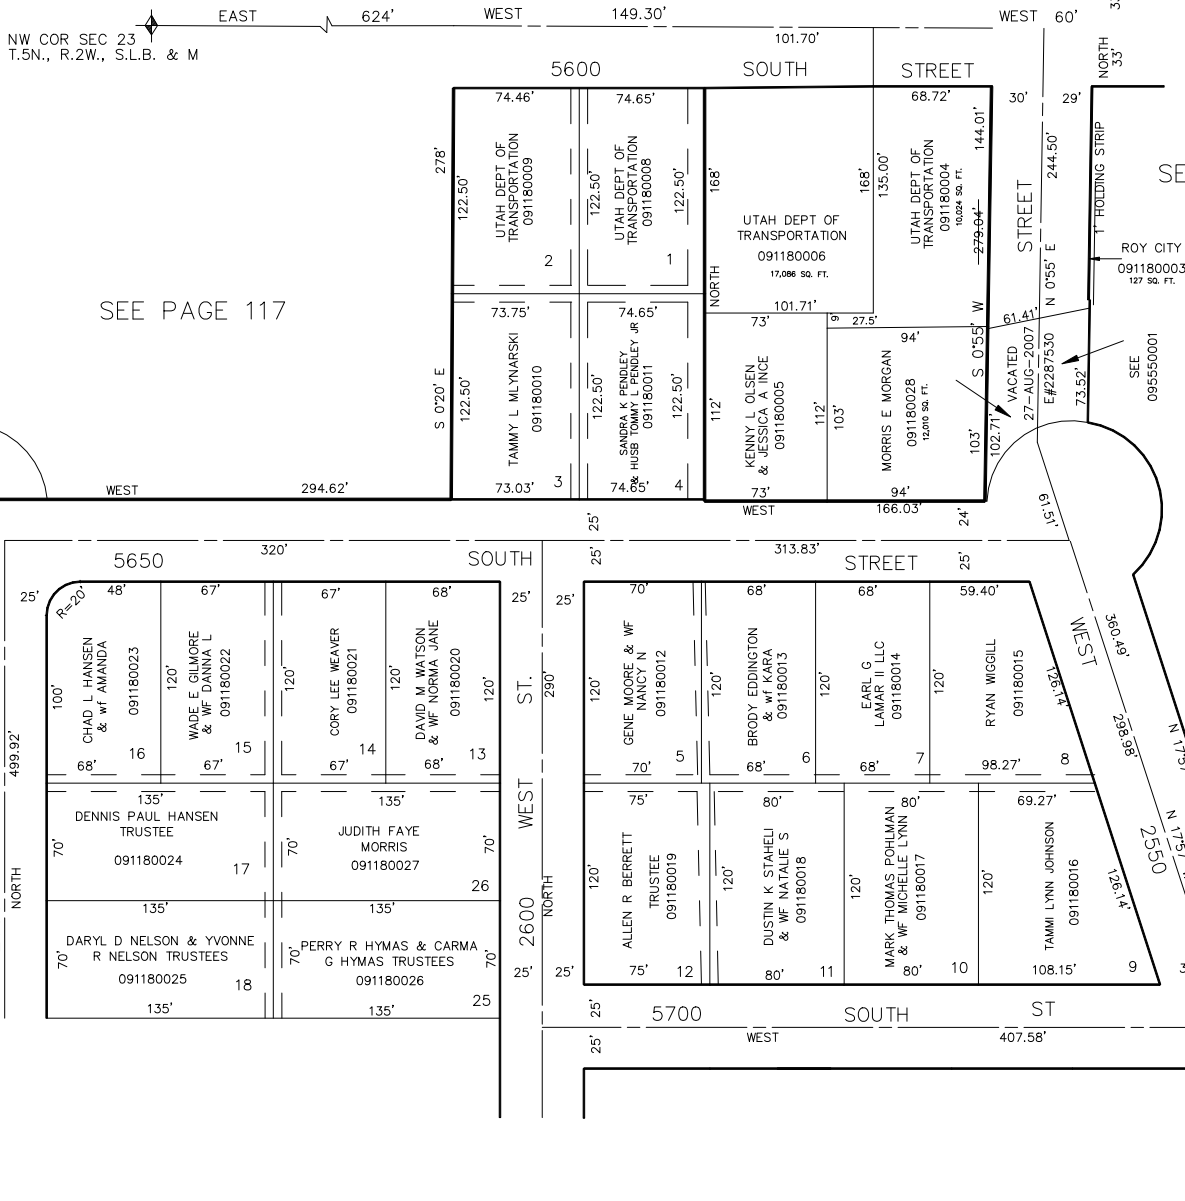 EAST 624' WEST 149.30' WEST 60'
NW COR SEC 23
T.5N., R.2W., S.L.B. & M
101.70'
NORTH
33'
5600 SOUTH STREET
74.46' 74.65' 68.72' 30' 29'
278'
122.50'
UTAH DEPT OF
TRANSPORTATION
091180009
2
122.50'
UTAH DEPT OF
TRANSPORTATION
091180008
122.50'
1
168'
NORTH
UTAH DEPT OF
TRANSPORTATION
091180006
17,086 SQ. FT.
101.71'
168'
135.00'
UTAH DEPT OF
TRANSPORTATION
091180004
10,024 SQ. FT.
144.01'
279.04'
S 0°55' W
STREET
244.50'
N 0°55' E
1' HOLDING STRIP
SE
ROY CITY
091180003
127 SQ. FT.
SEE PAGE 117
73.75' 74.65' 73' 9' 27.5' 94' 61.41'
S 0°20' E
122.50'
TAMMY L MLYNARSKI
091180010
73.03' 3
122.50'
SANDRA K PENDLEY
& HUSB TOMMY L PENDLEY JR
091180011
122.50'
74.65' 4
112'
KENNY L OLSEN
& JESSICA A INCE
091180005
112'
73'
103'
MORRIS E MORGAN
091180028
12,010 SQ. FT.
103'
94'
102.71'
VACATED
27-AUG-2007
E#2287530
73.52'
SEE
095550001
WEST 294.62'
WEST 166.03' 24'
61.51'
25'
5650 320' SOUTH 25' 313.83' STREET 25'
25' R=20' 48' 67' 67' 68' 25' 25' 70' 68' 68' 59.40'
100'
CHAD L HANSEN
& wf AMANDA
091180023
16
68'
120'
WADE E GILMORE
& WF DANNA L
091180022
15
67'
120'
CORY LEE WEAVER
091180021
14
67'
DAVID M WATSON
& WF NORMA JANE
091180020
120'
13
68'
ST.
290'
120'
GENE MOORE & WF
NANCY N
091180012
5
70'
120'
BRODY EDDINGTON
& wf KARA
091180013
6
68'
120'
EARL G
LAMAR II LLC
091180014
7
68'
120'
RYAN WIGGILL
091180015
8
98.27'
126.14'
WEST
360.49'
298.98'
499.92'
NORTH
135'
DENNIS PAUL HANSEN
TRUSTEE
091180024
70'
17
135'
JUDITH FAYE
MORRIS
091180027
70' 70'
26
WEST
2600
NORTH
75'
120'
ALLEN R BERRETT
TRUSTEE
091180019
75' 12
80'
120'
DUSTIN K STAHELI
& WF NATALIE S
091180018
80' 11
80'
120'
MARK THOMAS POHLMAN
& WF MICHELLE LYNN
091180017
80' 10
69.27'
120'
TAMMI LYNN JOHNSON
091180016
108.15' 9
126.14'
2550
135'
DARYL D NELSON & YVONNE
R NELSON TRUSTEES
091180025
70'
18
135'
135'
PERRY R HYMAS & CARMA
G HYMAS TRUSTEES
091180026
70' 70'
25
25' 25'
25'
5700 SOUTH ST
25'
WEST 407.58'